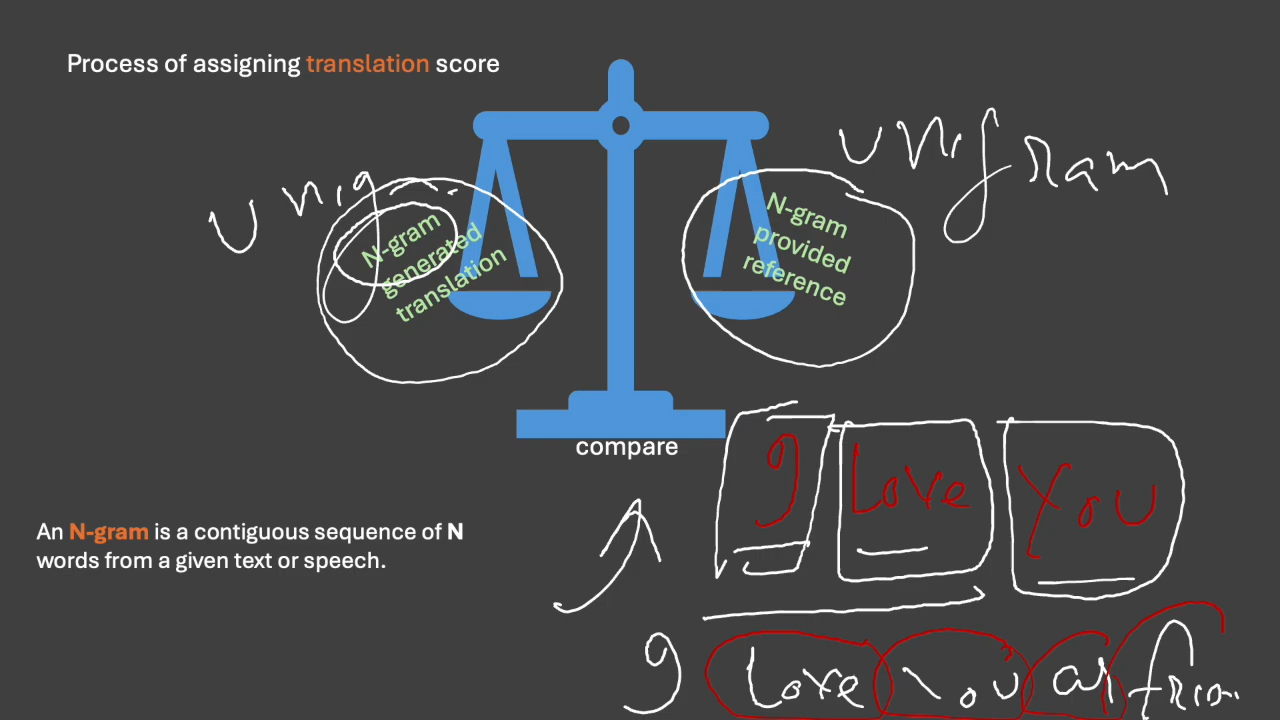 Process of assigning translation score
unigram
unig
N-gram
generated
translation
N-gram
provided
reference
compare
I Love You
An N-gram is a contiguous sequence of N
words from a given text or speech.
I Love You